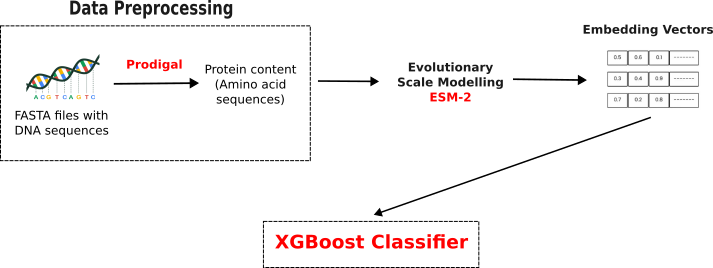 Data Preprocessing
Prodigal
A C G T C A G T C
FASTA files with
DNA sequences
Protein content
(Amino acid
sequences)
Evolutionary
Scale Modelling
ESM-2
Embedding Vectors
0.5 0.6 0.1 -------
0.3 0.4 0.9 -------
0.7 0.2 0.8 -------
XGBoost Classifier